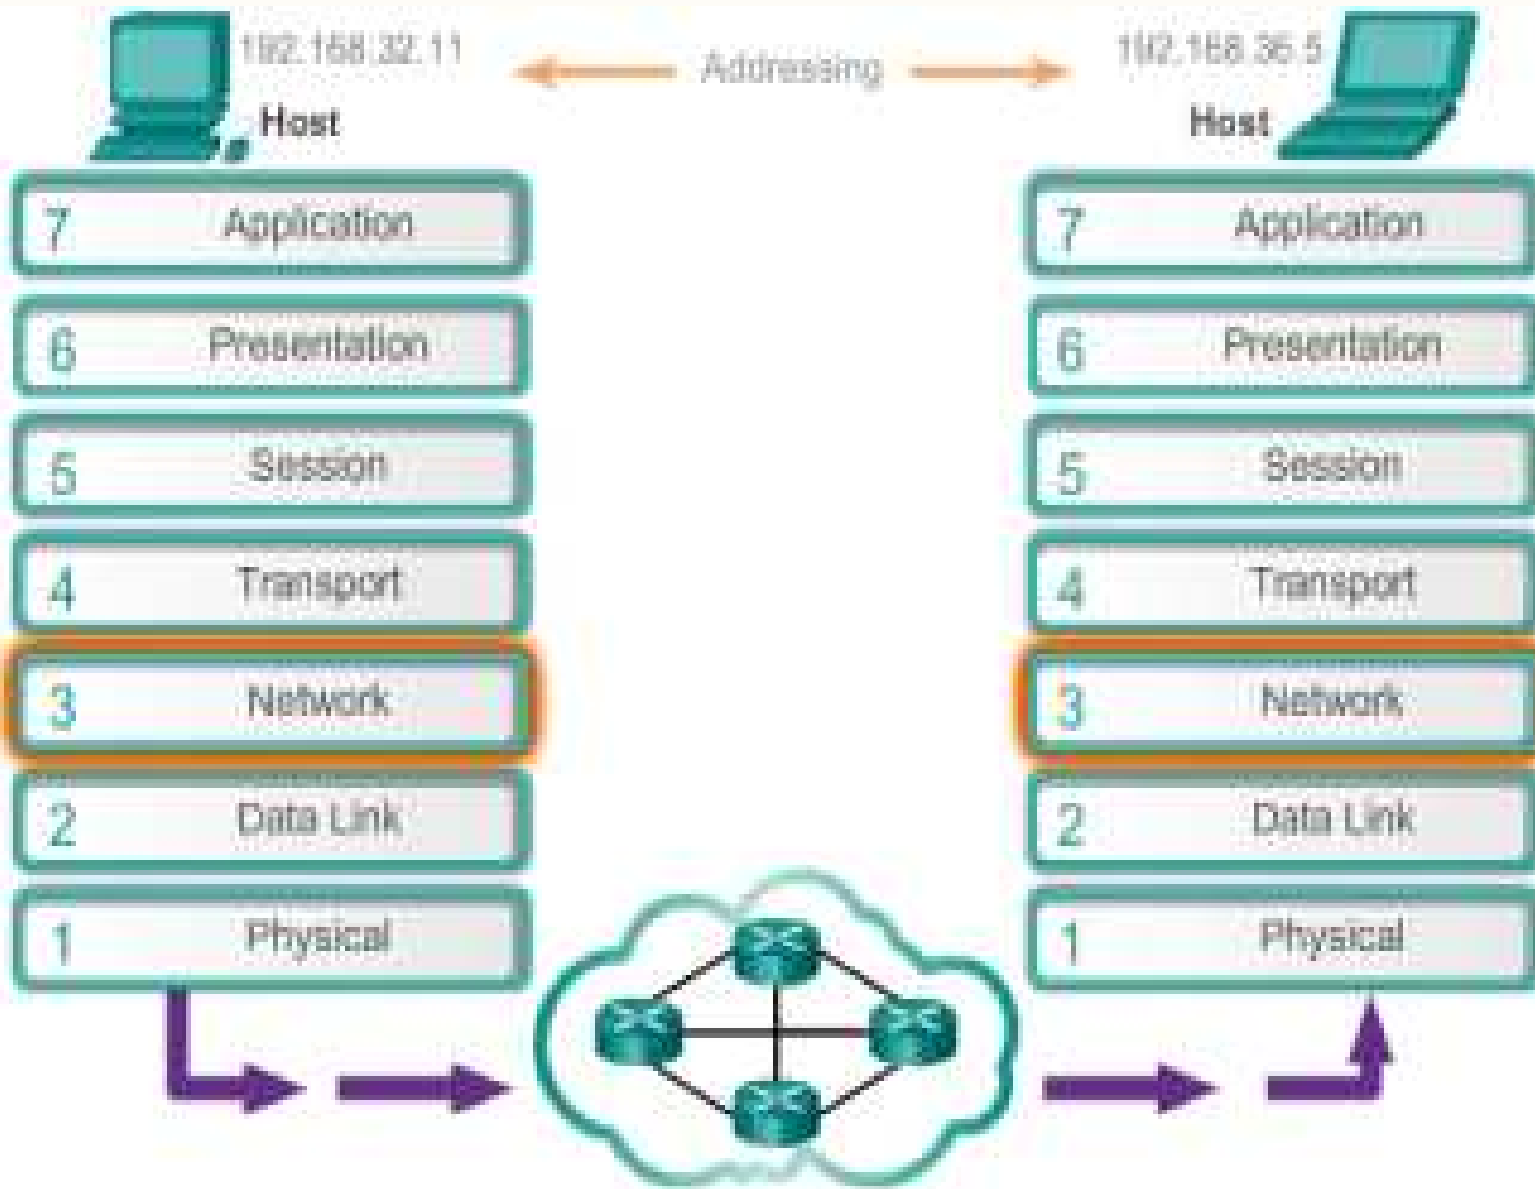 192.168.32.11
Addressing
192.168.36.5
Host
Host
7 Application
6 Presentation
5 Session
4 Transport
3 Network
2 Data Link
1 Physical
7 Application
6 Presentation
5 Session
4 Transport
3 Network
2 Data Link
1 Physical